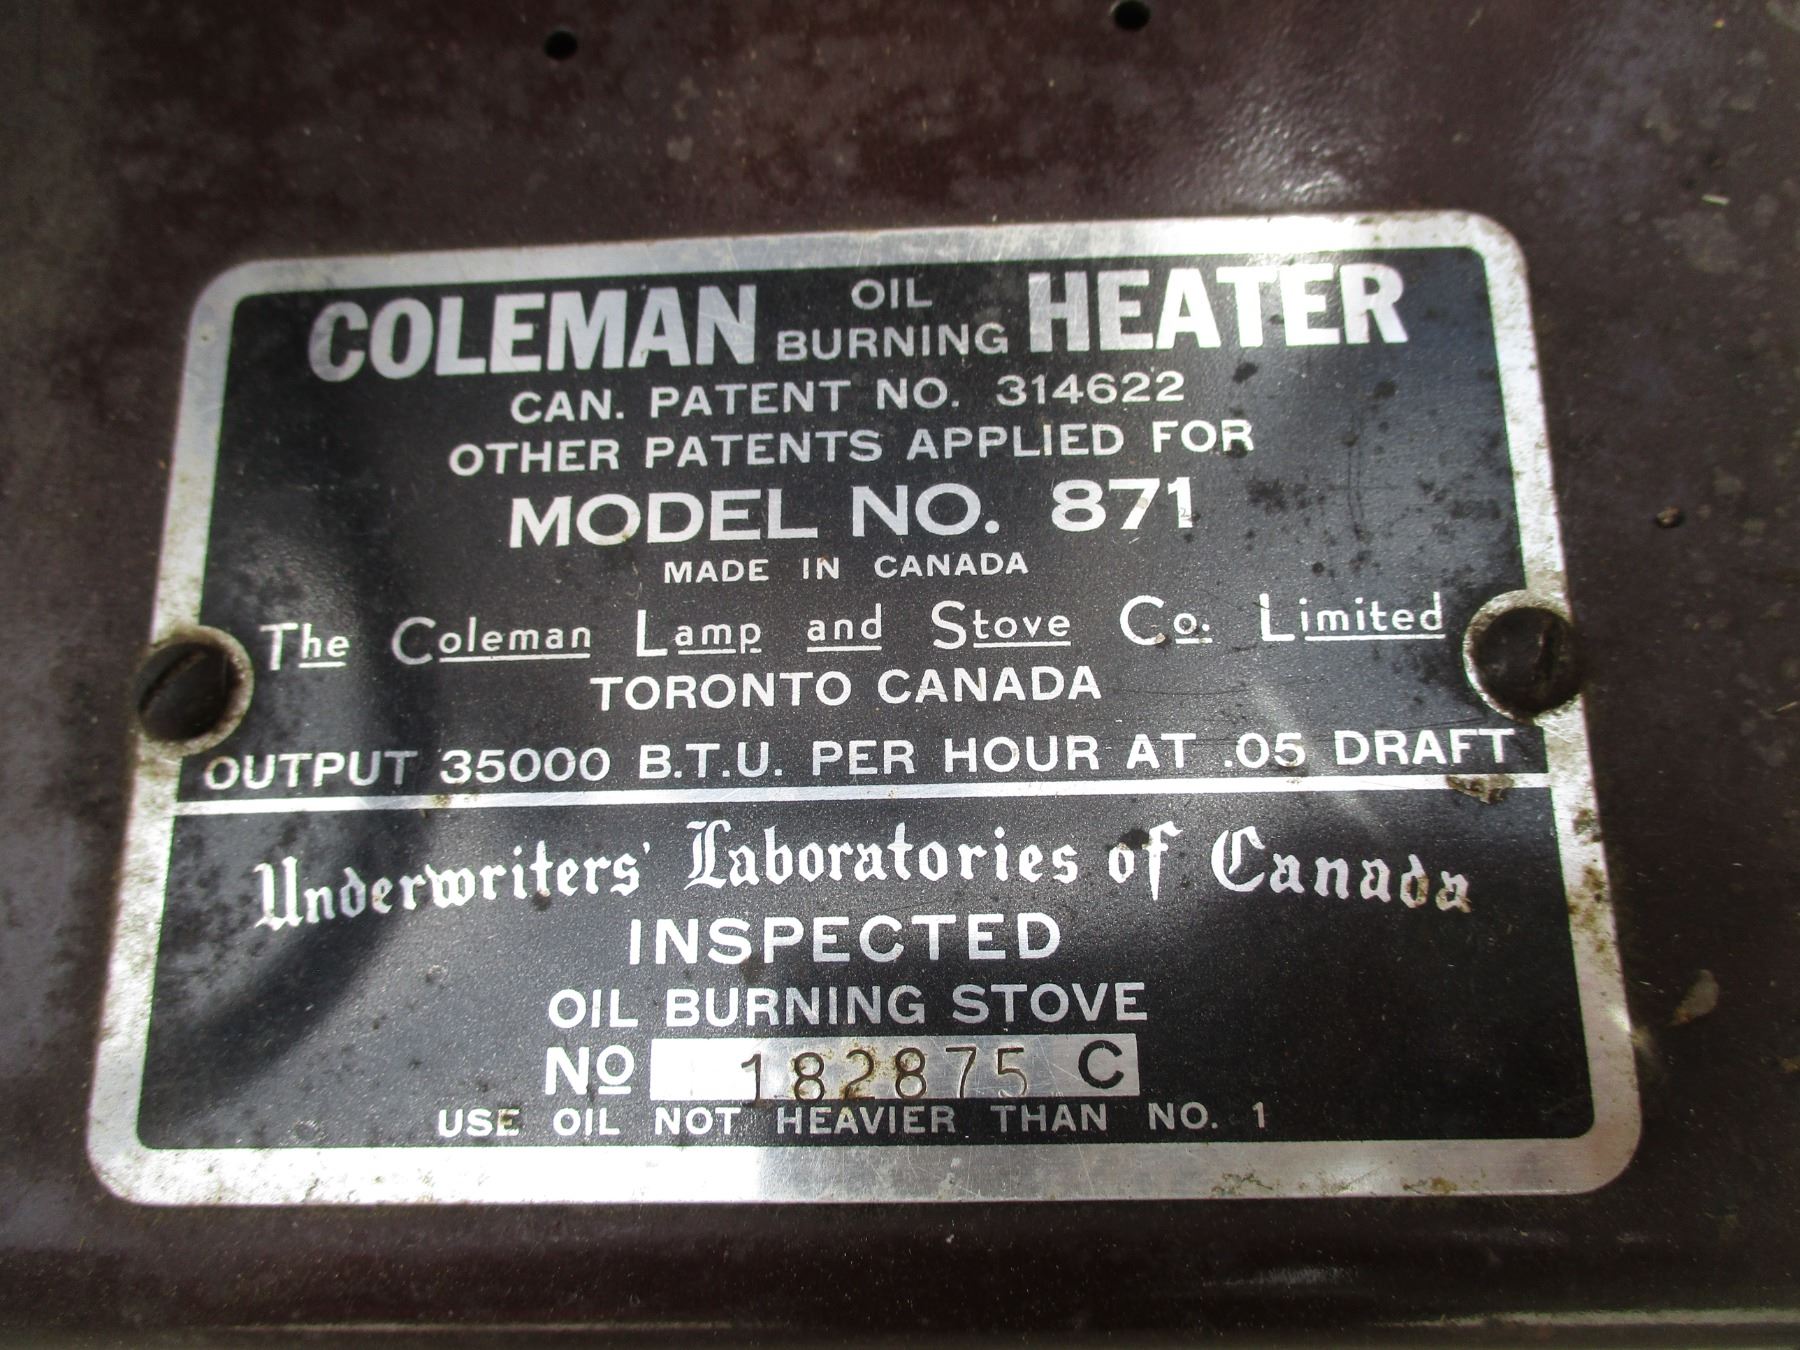 COLEMAN OIL BURNING HEATER
CAN. PATENT NO. 314622
OTHER PATENTS APPLIED FOR
MODEL NO. 871
MADE IN CANADA
The Coleman Lamp and Stove Co. Limited
TORONTO CANADA
OUTPUT 35000 B.T.U. PER HOUR AT .05 DRAFT
Underwriters' Laboratories of Canada
INSPECTED
OIL BURNING STOVE
No 182875 C
USE OIL NOT HEAVIER THAN NO. 1